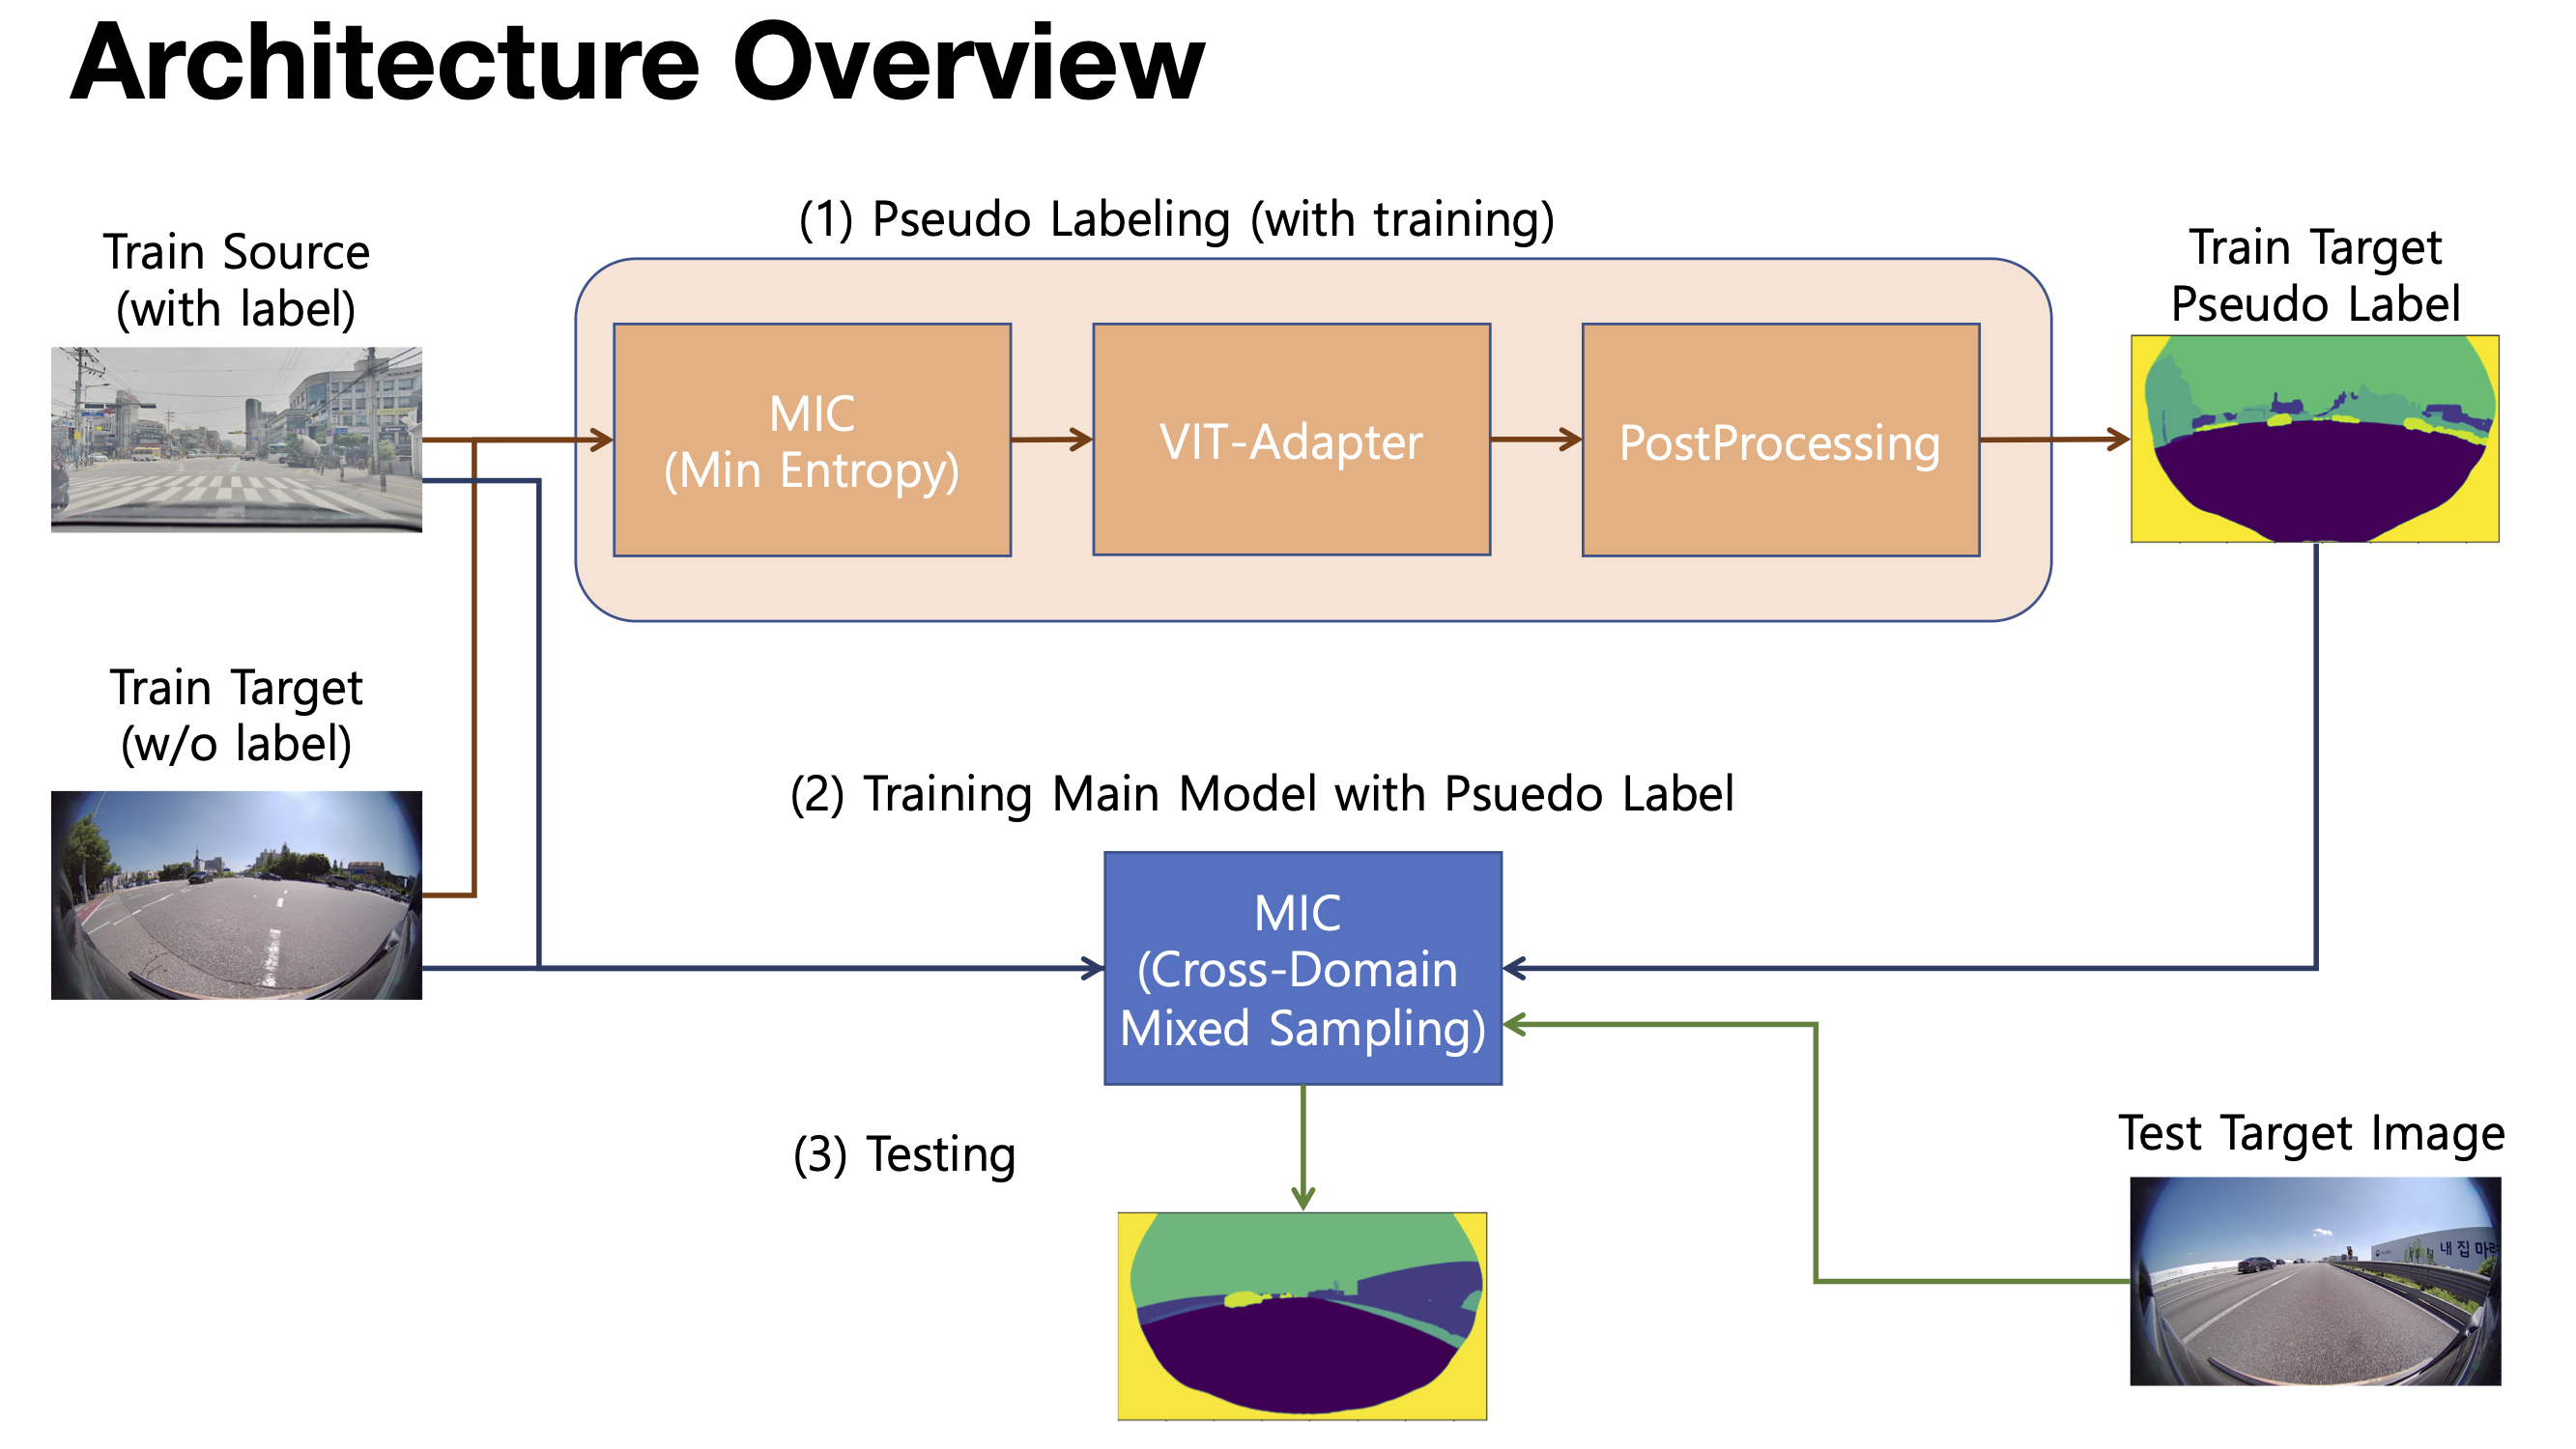 Architecture Overview
(1) Pseudo Labeling (with training)
Train Source
(with label)
Train Target
Pseudo Label
MIC
(Min Entropy)
VIT-Adapter
PostProcessing
Train Target
(w/o label)
(2) Training Main Model with Psuedo Label
MIC
(Cross-Domain
Mixed Sampling)
(3) Testing
Test Target Image
내 집 마련